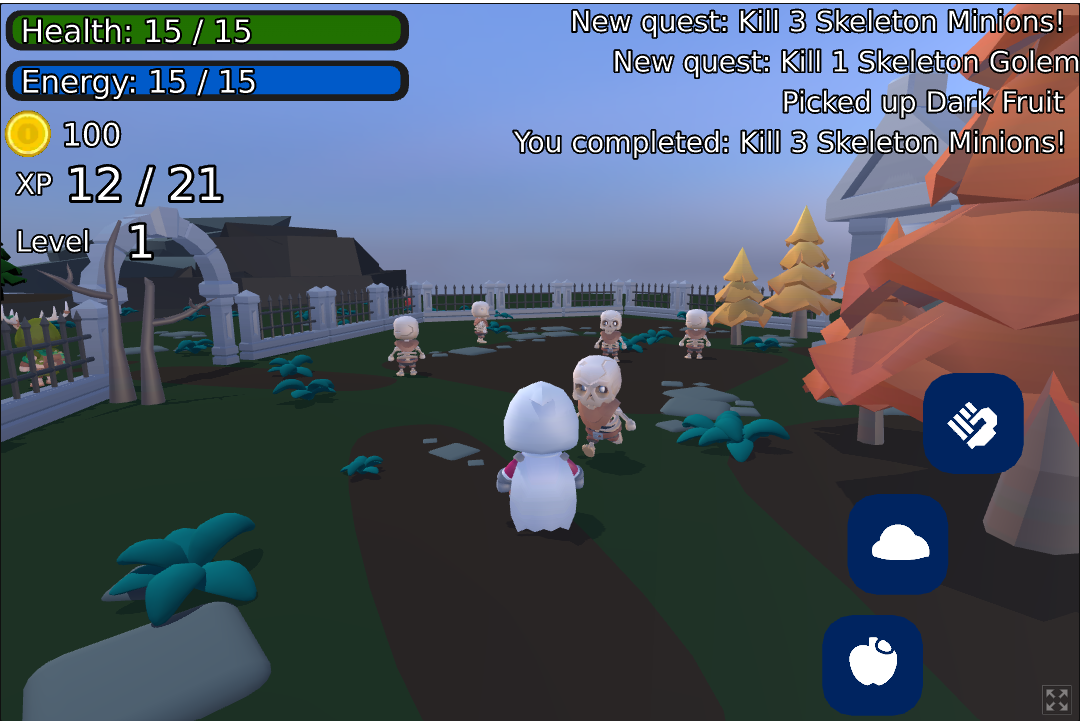 Health: 15 / 15
Energy: 15 / 15
100
XP 12 / 21
Level 1
New quest: Kill 3 Skeleton Minions!
New quest: Kill 1 Skeleton Golem
Picked up Dark Fruit
You completed: Kill 3 Skeleton Minions!